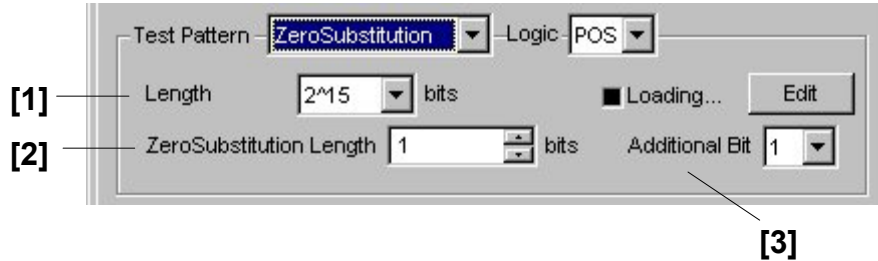 Test Pattern ZeroSubstitution Logic POS
[1] Length 2^15 bits Loading... Edit
[2] ZeroSubstitution Length 1 bits Additional Bit 1
[3]